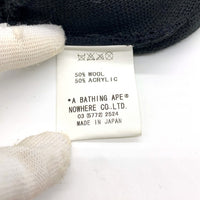 50% WOOL
50% ACRYLIC
*A BATHING APE®
NOWHERE CO.LTD.
03 (5772) 2524
MADE IN JAPAN